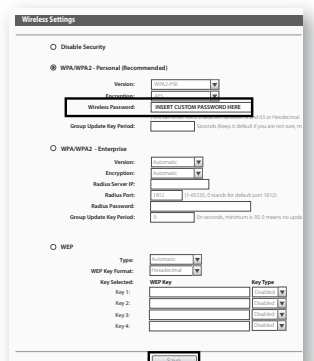 Wireless Settings
Disable Security
WPA/WPA2 - Personal (Recommended)
Version: WPA2-PSK
Encryption: AES
Wireless Password: INSERT CUSTOM PASSWORD HERE
63 or Hexadecimal
Group Update Key Period: Seconds (Keep it default if you are not sure, m
WPA/WPA2 - Enterprise
Version: Automatic
Encryption: Automatic
Radius Server IP:
Radius Port: 1812 (1-65535, 0 stands for default port 1812)
Radius Password:
Group Update Key Period: 0 (in seconds, minimum is 30, 0 means no upda
WEP
Type: Automatic
WEP Key Format: Hexadecimal
Key Selected: WEP Key Key Type
Key 1: Disabled
Key 2: Disabled
Key 3: Disabled
Key 4: Disabled
Save